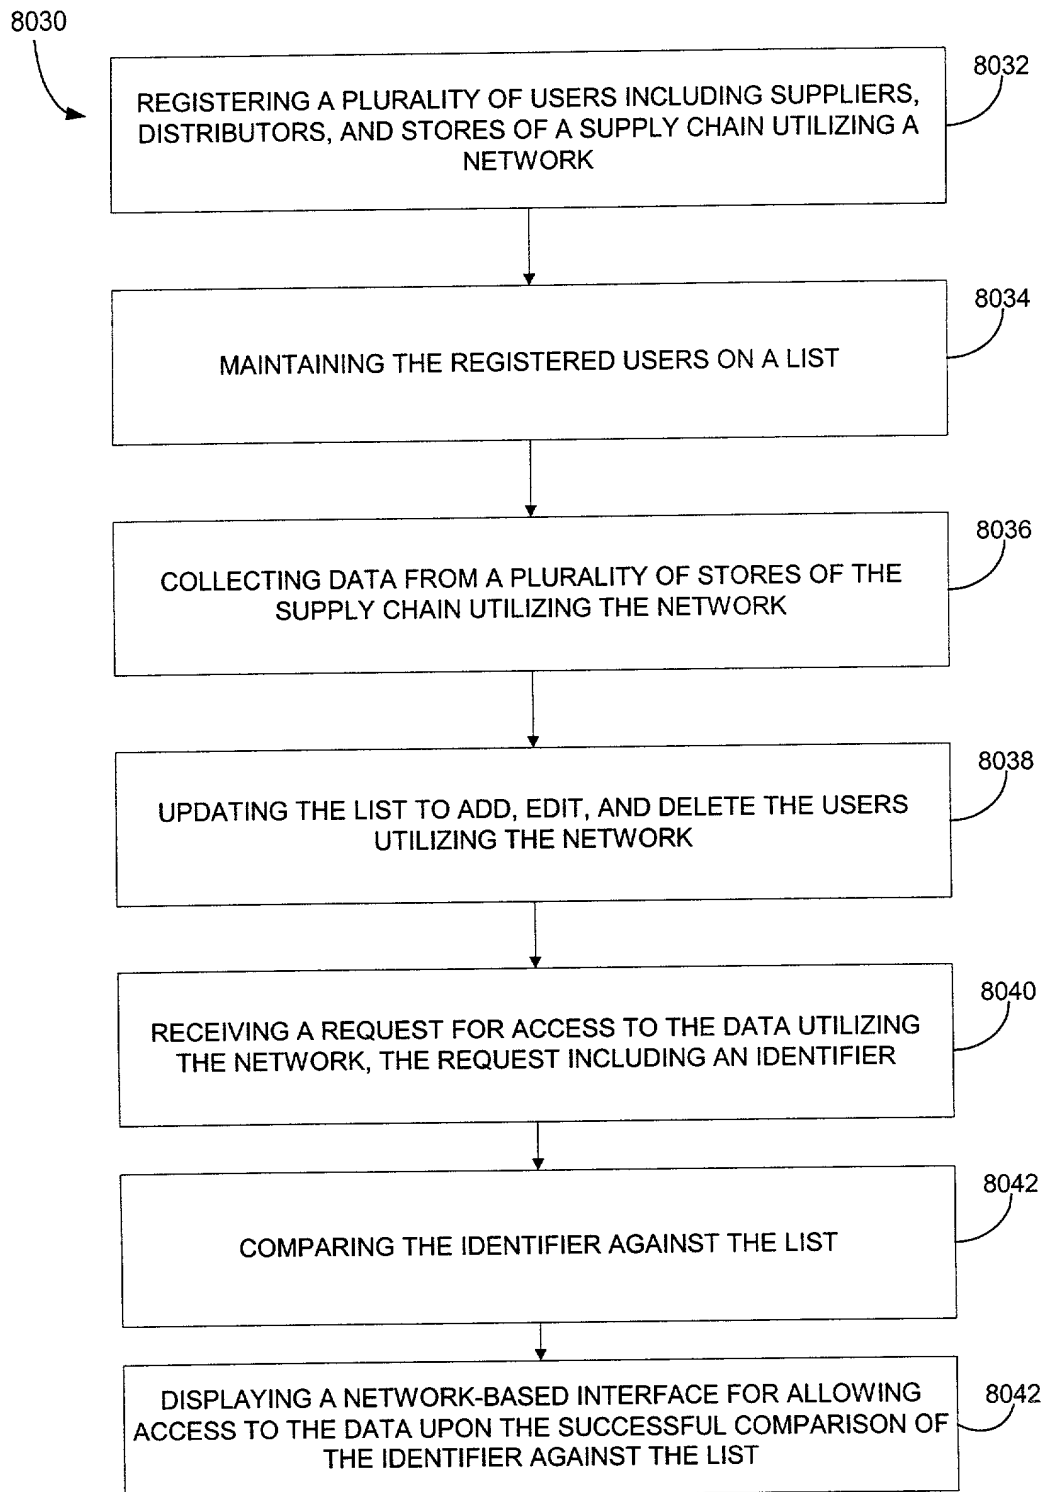 8030
8032
REGISTERING A PLURALITY OF USERS INCLUDING SUPPLIERS,
DISTRIBUTORS, AND STORES OF A SUPPLY CHAIN UTILIZING A
NETWORK
8034
MAINTAINING THE REGISTERED USERS ON A LIST
8036
COLLECTING DATA FROM A PLURALITY OF STORES OF THE
SUPPLY CHAIN UTILIZING THE NETWORK
8038
UPDATING THE LIST TO ADD, EDIT, AND DELETE THE USERS
UTILIZING THE NETWORK
8040
RECEIVING A REQUEST FOR ACCESS TO THE DATA UTILIZING
THE NETWORK, THE REQUEST INCLUDING AN IDENTIFIER
8042
COMPARING THE IDENTIFIER AGAINST THE LIST
8042
DISPLAYING A NETWORK-BASED INTERFACE FOR ALLOWING
ACCESS TO THE DATA UPON THE SUCCESSFUL COMPARISON OF
THE IDENTIFIER AGAINST THE LIST